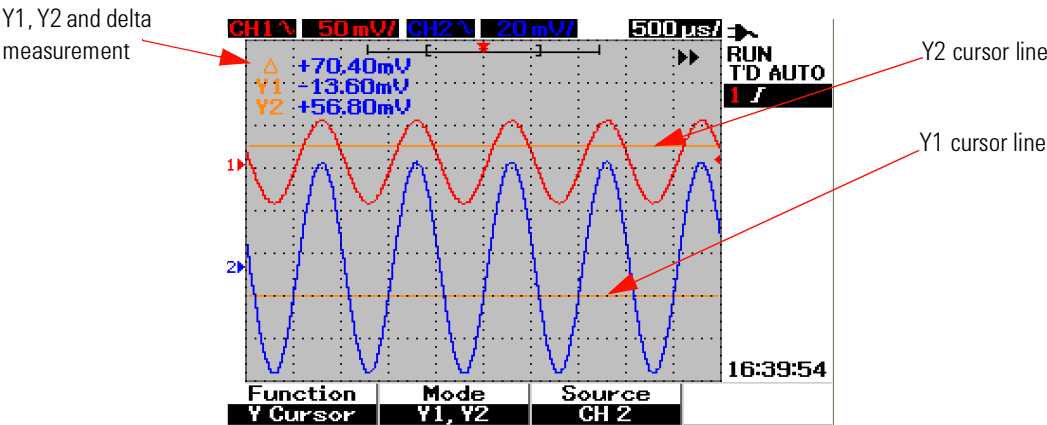 Y1, Y2 and delta
measurement
CH1 50 mV/ CH2 20 mV/ 500 µs/
RUN
T'D AUTO
1
Δ +70.40mV
Y1 -13.60mV
Y2 +56.80mV
Y2 cursor line
Y1 cursor line
1
2
16:39:54
Function Mode Source
Y Cursor Y1, Y2 CH 2